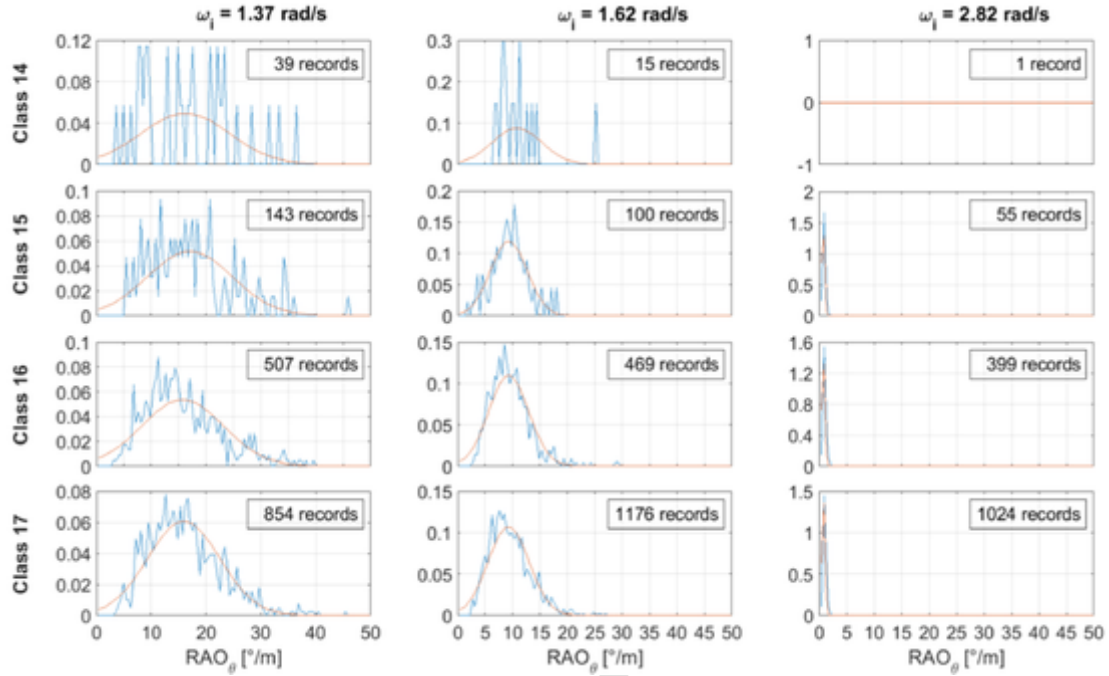 ω_i = 1.37 rad/s ω_i = 1.62 rad/s ω_i = 2.82 rad/s
Class 14
0.12
0.08
0.04
0
39 records
0.3
0.2
0.1
0
15 records
1
0
-1
1 record
Class 15
0.1
0.08
0.06
0.04
0.02
0
143 records
0.2
0.15
0.1
0.05
0
100 records
2
1.5
1
0.5
0
55 records
Class 16
0.1
0.08
0.06
0.04
0.02
0
507 records
0.15
0.1
0.05
0
469 records
1.6
1.2
0.8
0.4
0
399 records
Class 17
0.08
0.06
0.04
0.02
0
854 records
0.15
0.10
0.05
0
1176 records
1.5
1
0.5
0
1024 records
0 10 20 30 40 50
0 5 10 15 20 25 30 35 40 45 50
0 5 10 15 20 25 30 35 40 45 50
RAO_θ [°/m] RAO_θ [°/m] RAO_θ [°/m]